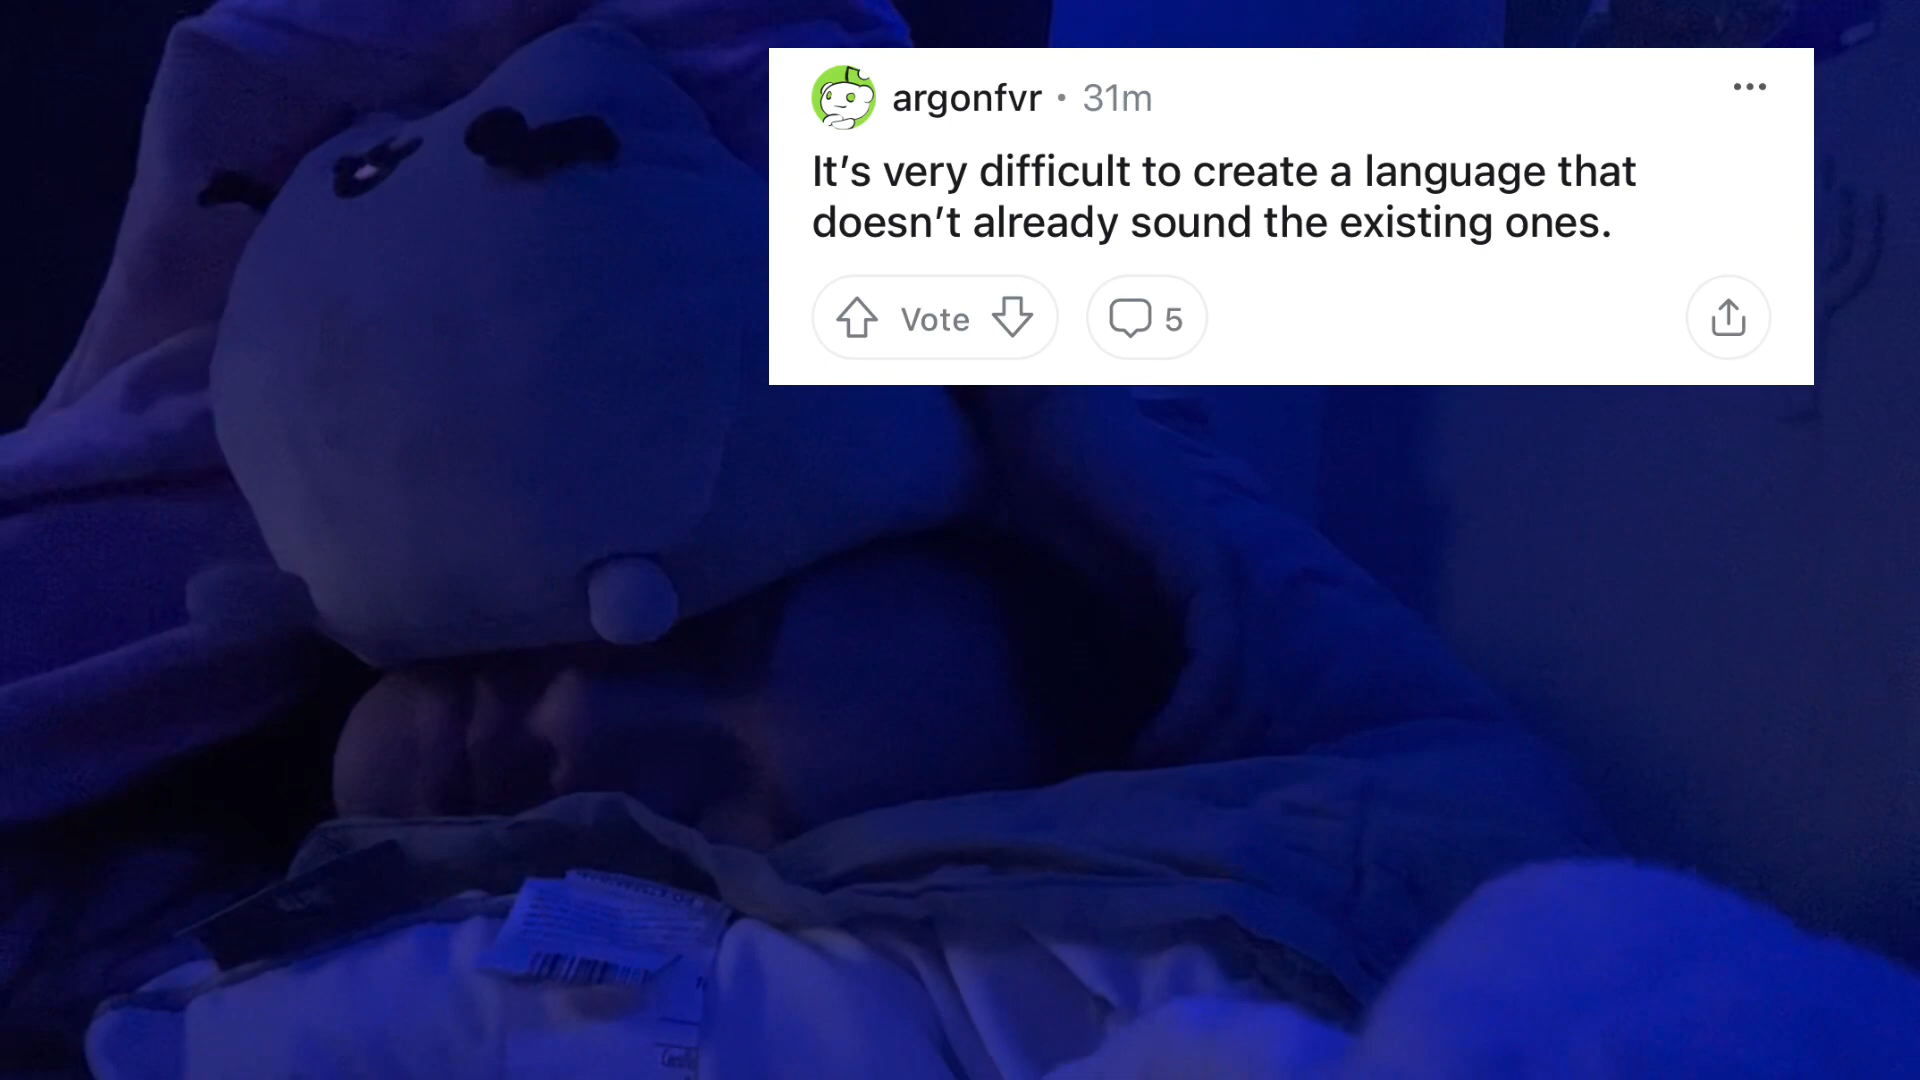 argonfvr • 31m
It's very difficult to create a language that
doesn't already sound the existing ones.
Vote
5